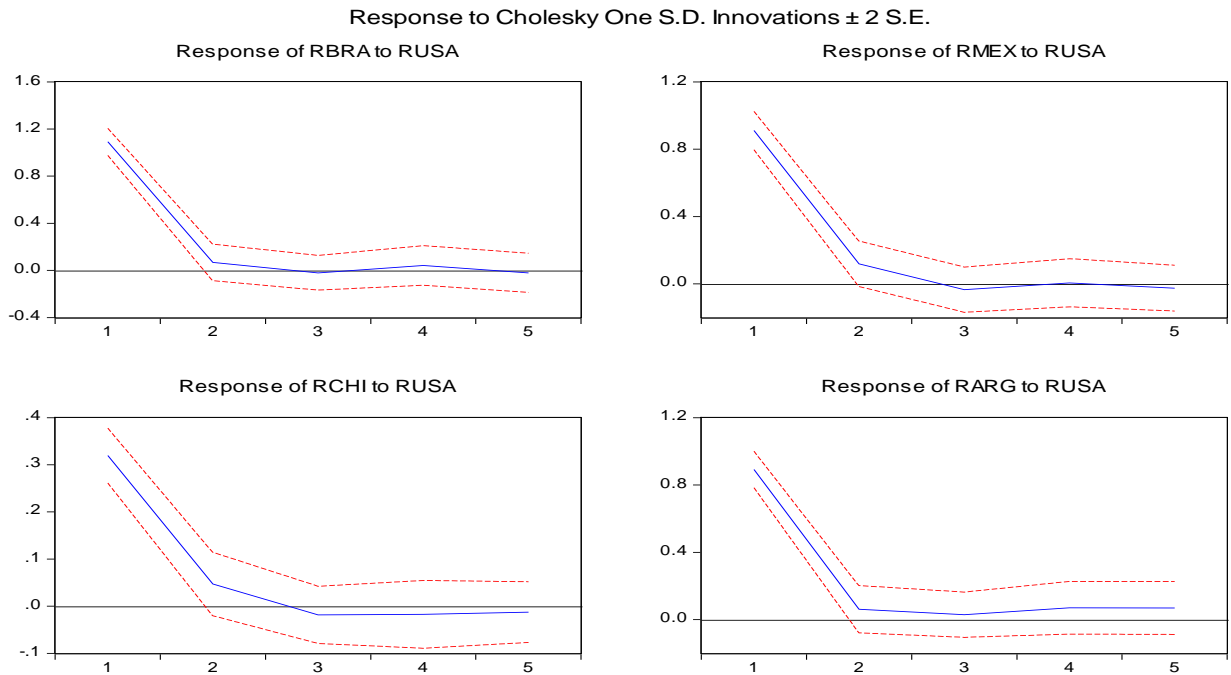 Response to Cholesky One S.D. Innovations ± 2 S.E.
Response of RBRA to RUSA
1.6
1.2
0.8
0.4
0.0
-0.4
1 2 3 4 5
Response of RMEX to RUSA
1.2
0.8
0.4
0.0
1 2 3 4 5
Response of RCHI to RUSA
.4
.3
.2
.1
.0
-.1
1 2 3 4 5
Response of RARG to RUSA
1.2
0.8
0.4
0.0
1 2 3 4 5